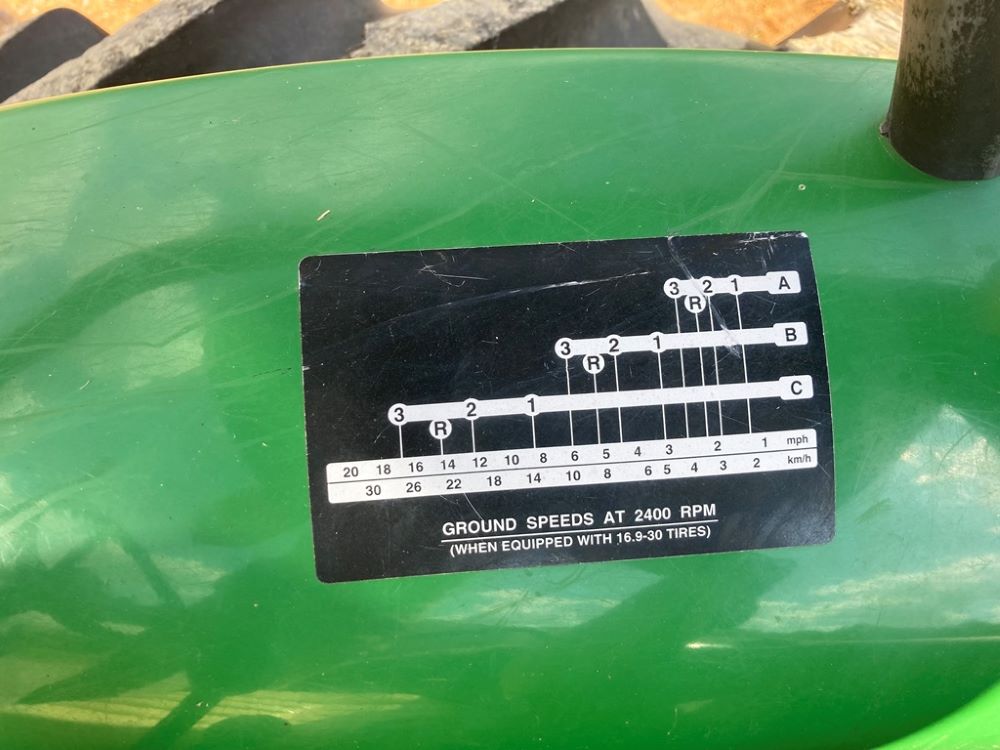 3 2 1 A
R
3 2 1 B
R
3 2 1 C
R
20 18 16 14 12 10 8 6 5 4 3 2 1 mph
30 26 22 18 14 10 8 6 5 4 3 2 km/h
GROUND SPEEDS AT 2400 RPM
(WHEN EQUIPPED WITH 16.9-30 TIRES)